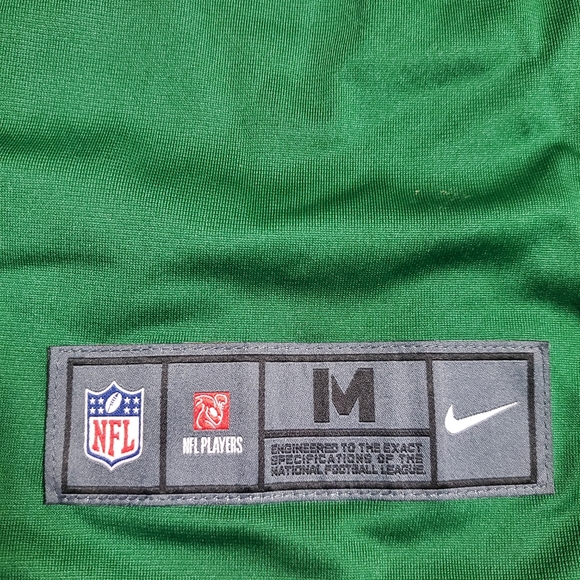 NFL
NFL PLAYERS
M
ENGINEERED TO THE EXACT
SPECIFICATIONS OF THE
NATIONAL FOOTBALL LEAGUE.